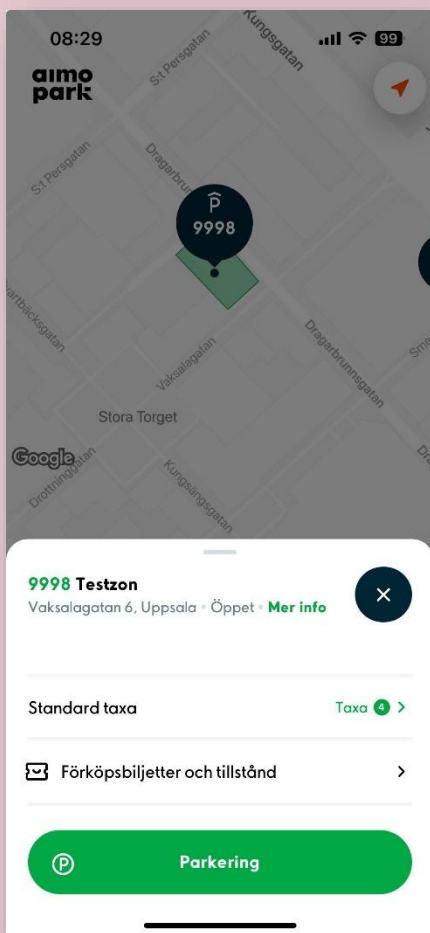 08:29
99
aimo
park
Kungsgatan
S:t Persgatan
S:t Persgatan
P
9998
Dragarbrunnsgatan
Vaksalagatan
Stora Torget
Google
Drottninggatan
Kungsängsgatan
9998 Testzon
Vaksalagatan 6, Uppsala • Öppet • Mer info
Standard taxa
Taxa 4 >
Förköpsbiljetter och tillstånd >
P Parkering